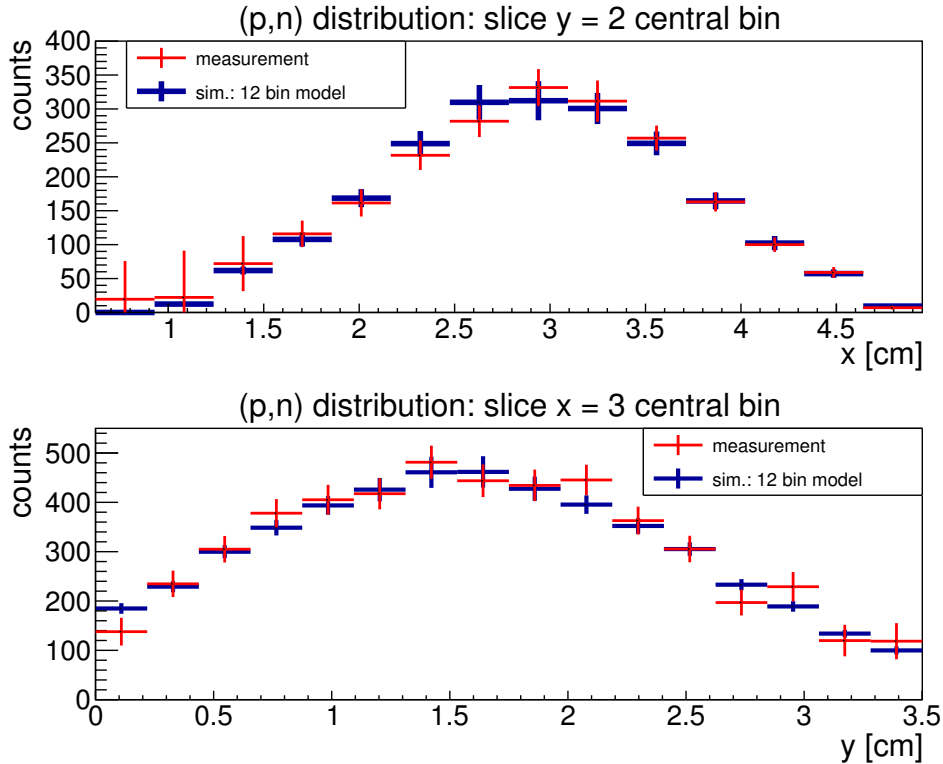 (p,n) distribution: slice y = 2 central bin
counts
400
350
300
250
200
150
100
50
0
measurement
sim.: 12 bin model
1 1.5 2 2.5 3 3.5 4 4.5
x [cm]
(p,n) distribution: slice x = 3 central bin
counts
500
400
300
200
100
0
measurement
sim.: 12 bin model
0 0.5 1 1.5 2 2.5 3 3.5
y [cm]